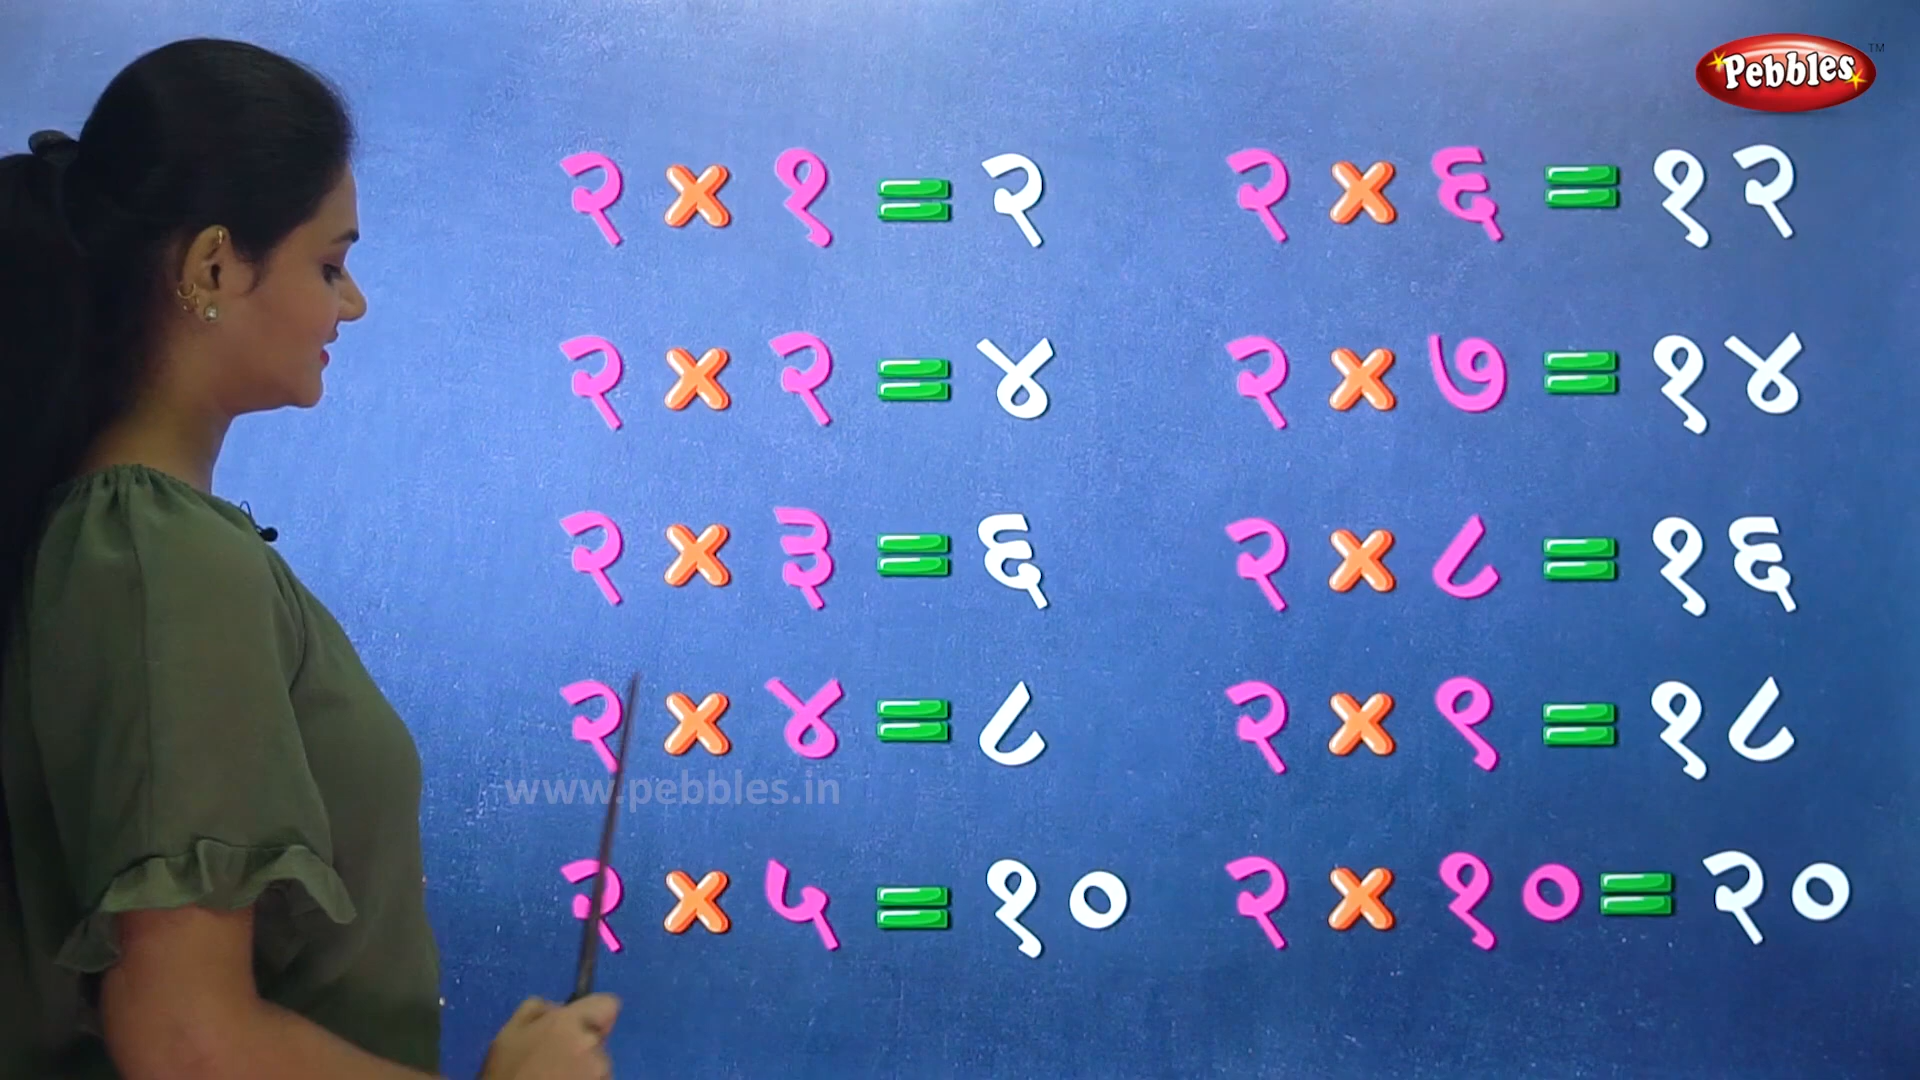 Pebbles™
२ × १ = २
२ × २ = ४
२ × ३ = ६
२ × ४ = ८
www.pebbles.in
२ × ५ = १०
२ × ६ = १२
२ × ७ = १४
२ × ८ = १६
२ × ९ = १८
२ × १० = २०